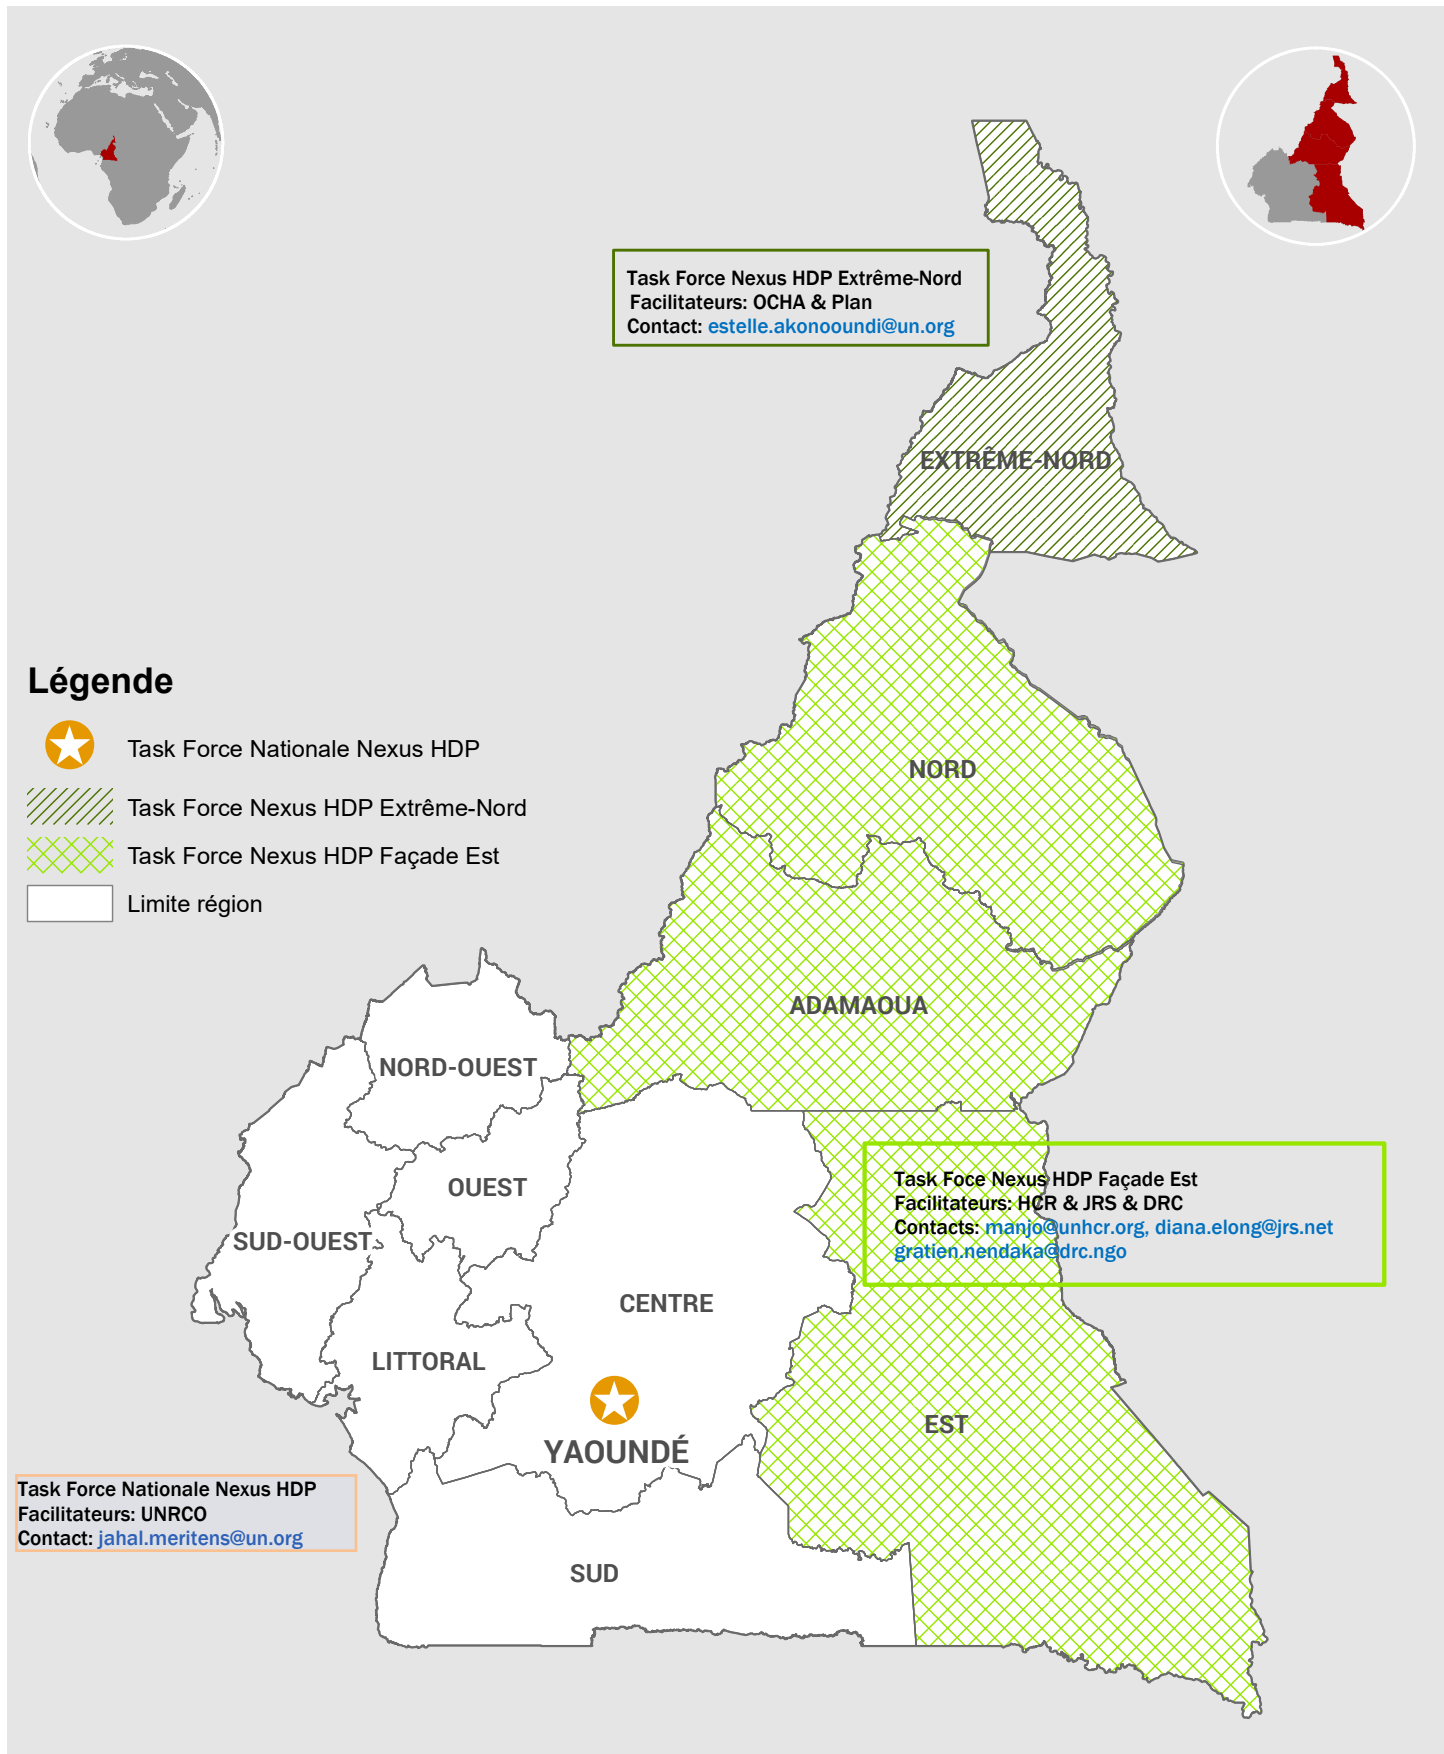 Task Force Nexus HDP Extrême-Nord
Facilitateurs: OCHA & Plan
Contact: estelle.akonooundi@un.org
EXTRÊME-NORD
Légende
Task Force Nationale Nexus HDP
Task Force Nexus HDP Extrême-Nord
Task Force Nexus HDP Façade Est
Limite région
NORD
ADAMAOUA
NORD-OUEST
OUEST
SUD-OUEST
Task Foce Nexus HDP Façade Est
Facilitateurs: HCR & JRS & DRC
Contacts: manjo@unhcr.org, diana.elong@jrs.net
gratien.nendaka@drc.ngo
CENTRE
LITTORAL
EST
YAOUNDÉ
Task Force Nationale Nexus HDP
Facilitateurs: UNRCO
Contact: jahal.meritens@un.org
SUD